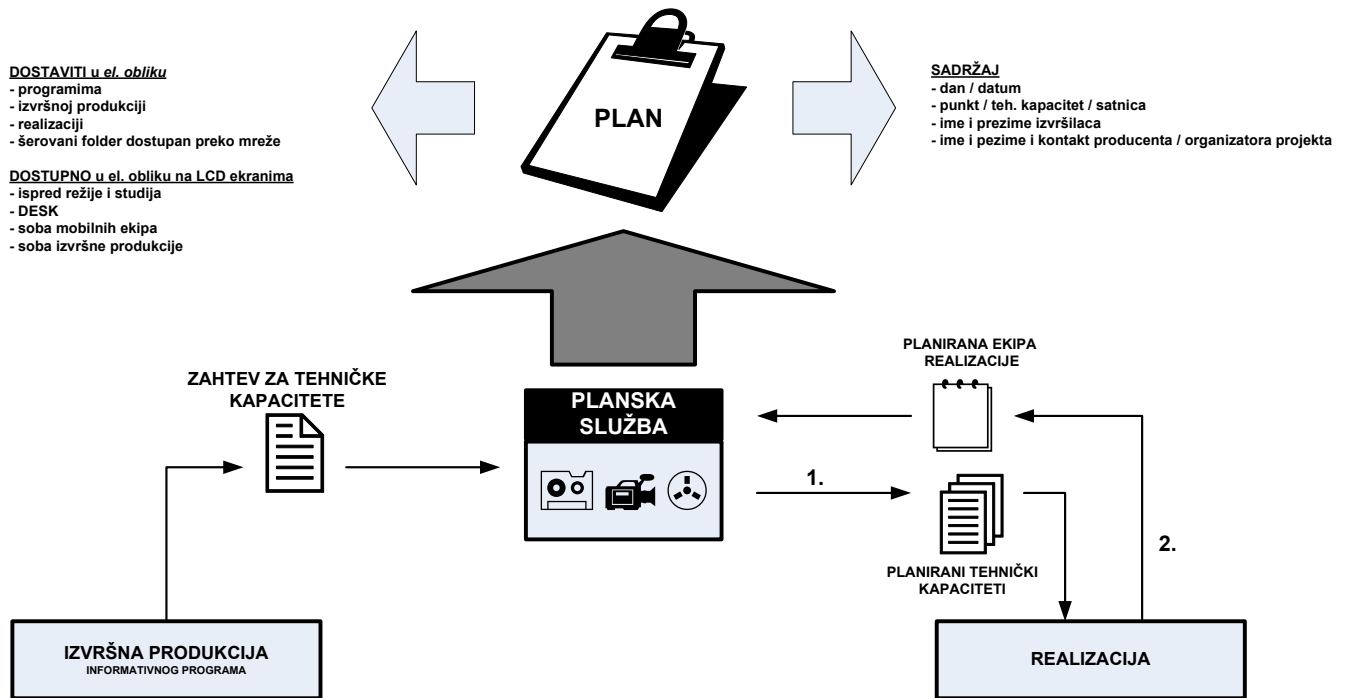 DOSTAVITI u el. obliku
- programima
- izvršnoj produkciji
- realizaciji
- šerovani folder dostupan preko mreže
DOSTUPNO u el. obliku na LCD ekranima
- ispred režije i studija
- DESK
- soba mobilnih ekipa
- soba izvršne produkcije
PLAN
SADRŽAJ
- dan / datum
- punkt / teh. kapacitet / satnica
- ime i prezime izvršilaca
- ime i pezime i kontakt producenta / organizatora projekta
ZAHTEV ZA TEHNIČKE
KAPACITETE
PLANSKA
SLUŽBA
PLANIRANA EKIPA
REALIZACIJE
1.
2.
PLANIRANI TEHNIČKI
KAPACITETI
IZVRŠNA PRODUKCIJA
INFORMATIVNOG PROGRAMA
REALIZACIJA